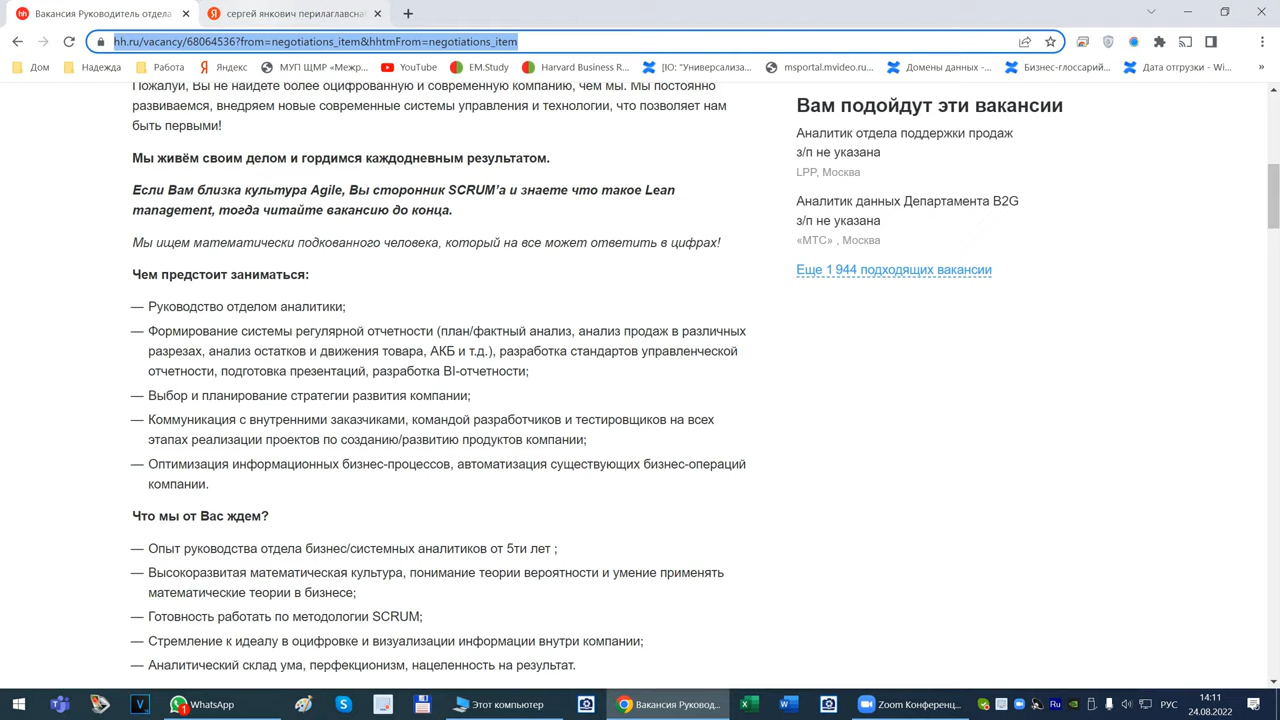 Вакансия Руководитель отдела
сергей янкович перилаглавснаб
hh.ru/vacancy/68064536?from=negotiations_item&hhtmFrom=negotiations_item
Дом
Надежда
Работа
Яндекс
МУП ЩМР «Межр...
YouTube
EM.Study
Harvard Business R...
[Ю: "Универсализа...
msportal.mvideo.ru...
Домены данных -...
Бизнес-глоссарий...
Дата отгрузки - Wi...
»
Пожалуй, Вы не найдете более оцифрованную и современную компанию, чем мы. Мы постоянно
развиваемся, внедряем новые современные системы управления и технологии, что позволяет нам
быть первыми!
Мы живём своим делом и гордимся каждодневным результатом.
Если Вам близка культура Agile, Вы сторонник SCRUM’а и знаете что такое Lean
management, тогда читайте вакансию до конца.
Мы ищем математически подкованного человека, который на все может ответить в цифрах!
Чем предстоит заниматься:
— Руководство отделом аналитики;
— Формирование системы регулярной отчетности (план/фактный анализ, анализ продаж в различных
разрезах, анализ остатков и движения товара, АКБ и т.д.), разработка стандартов управленческой
отчетности, подготовка презентаций, разработка BI-отчетности;
— Выбор и планирование стратегии развития компании;
— Коммуникация с внутренними заказчиками, командой разработчиков и тестировщиков на всех
этапах реализации проектов по созданию/развитию продуктов компании;
— Оптимизация информационных бизнес-процессов, автоматизация существующих бизнес-операций
компании.
Что мы от Вас ждем?
— Опыт руководства отдела бизнес/системных аналитиков от 5ти лет ;
— Высокоразвитая математическая культура, понимание теории вероятности и умение применять
математические теории в бизнесе;
— Готовность работать по методологии SCRUM;
— Стремление к идеалу в оцифровке и визуализации информации внутри компании;
— Аналитический склад ума, перфекционизм, нацеленность на результат.
Вам подойдут эти вакансии
Аналитик отдела поддержки продаж
з/п не указана
LPP, Москва
Аналитик данных Департамента B2G
з/п не указана
«МТС» , Москва
Еще 1 944 подходящих вакансии
WhatsApp
1
Этот компьютер
Вакансия Руковод...
Zoom Конференц...
Ru
РУС
14:11
24.08.2022